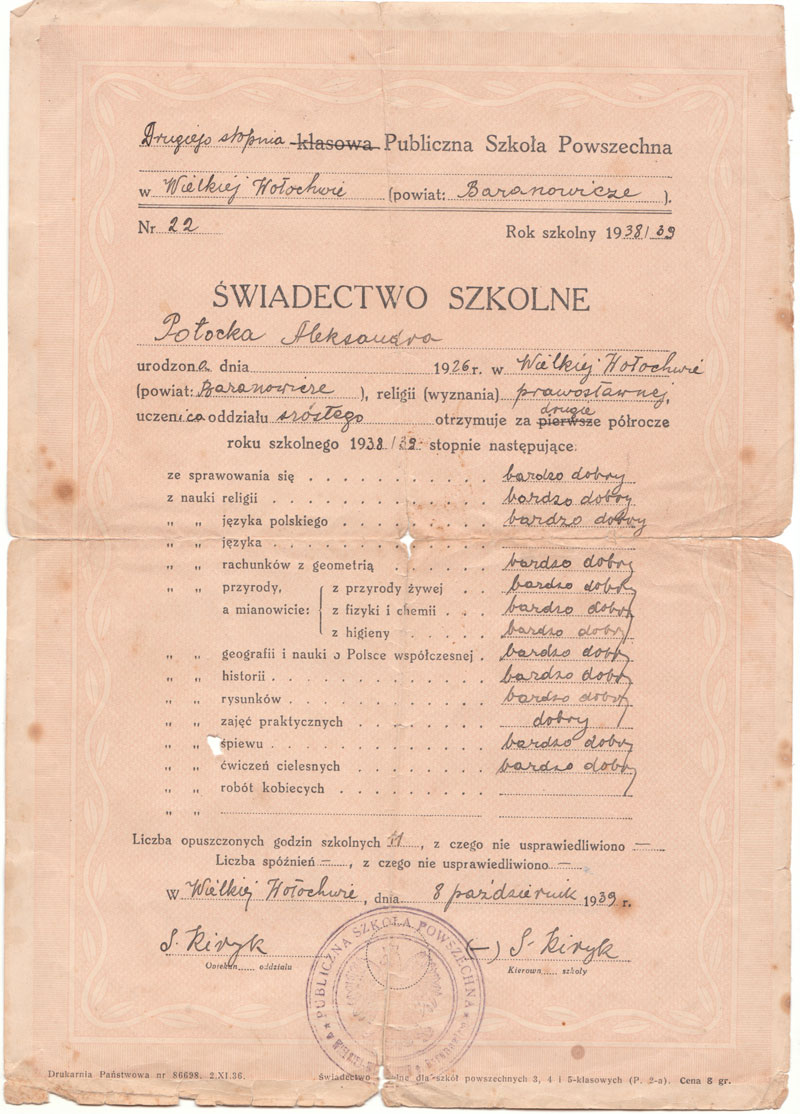 Drugiego stopnia klasowa Publiczna Szkoła Powszechna
w Wielkiej Hołochwie (powiat: Baranowicze ).
Nr 22 Rok szkolny 1938/39
ŚWIADECTWO SZKOLNE
Połocka Aleksandra
urodzona dnia 1926 r. w Wielkiej Hołochwie
(powiat: Baranowicze ), religii (wyznania) prawosławnej,
uczenica oddziału szóstego otrzymuje za pierwsze drugie półrocze
roku szkolnego 1938/39 stopnie następujące:
ze sprawowania się . . . . . . . . bardzo dobry
z nauki religii . . . . . . . . . . bardzo dobry
„ „ języka polskiego . . . . . . . bardzo dobry
„ „ języka . . . . . . . . . .
„ „ rachunków z geometrią . . . . . bardzo dobry
„ „ przyrody, z przyrody żywej . . bardzo dobry
a mianowicie: z fizyki i chemii . . . bardzo dobry
z higieny . . . . . bardzo dobry
„ „ geografii i nauki o Polsce współczesnej . bardzo dobry
„ „ historii . . . . . . . . . bardzo dobry
„ „ rysunków . . . . . . . . . bardzo dobry
„ „ zajęć praktycznych . . . . . . dobry
„ „ śpiewu . . . . . . . . . . bardzo dobry
„ „ ćwiczeń cielesnych . . . . . . bardzo dobry
„ „ robót kobiecych . . . . . . .
„ „
Liczba opuszczonych godzin szkolnych 11, z czego nie usprawiedliwiono —
Liczba spóźnień —, z czego nie usprawiedliwiono —
W Wielkiej Hołochwie, dnia 8 październik 1939 r.
S. Kiryk (—) S. Kiryk
Opiekun oddziału Kierown szkoły
PUBLICZNA SZKOŁA POWSZECHNA
Drukarnia Państwowa nr 86698. 2.XI.36. Świadectwo dla szkół powszechnych 3, 4 i 5-klasowych (P. 2-a). Cena 8 gr.